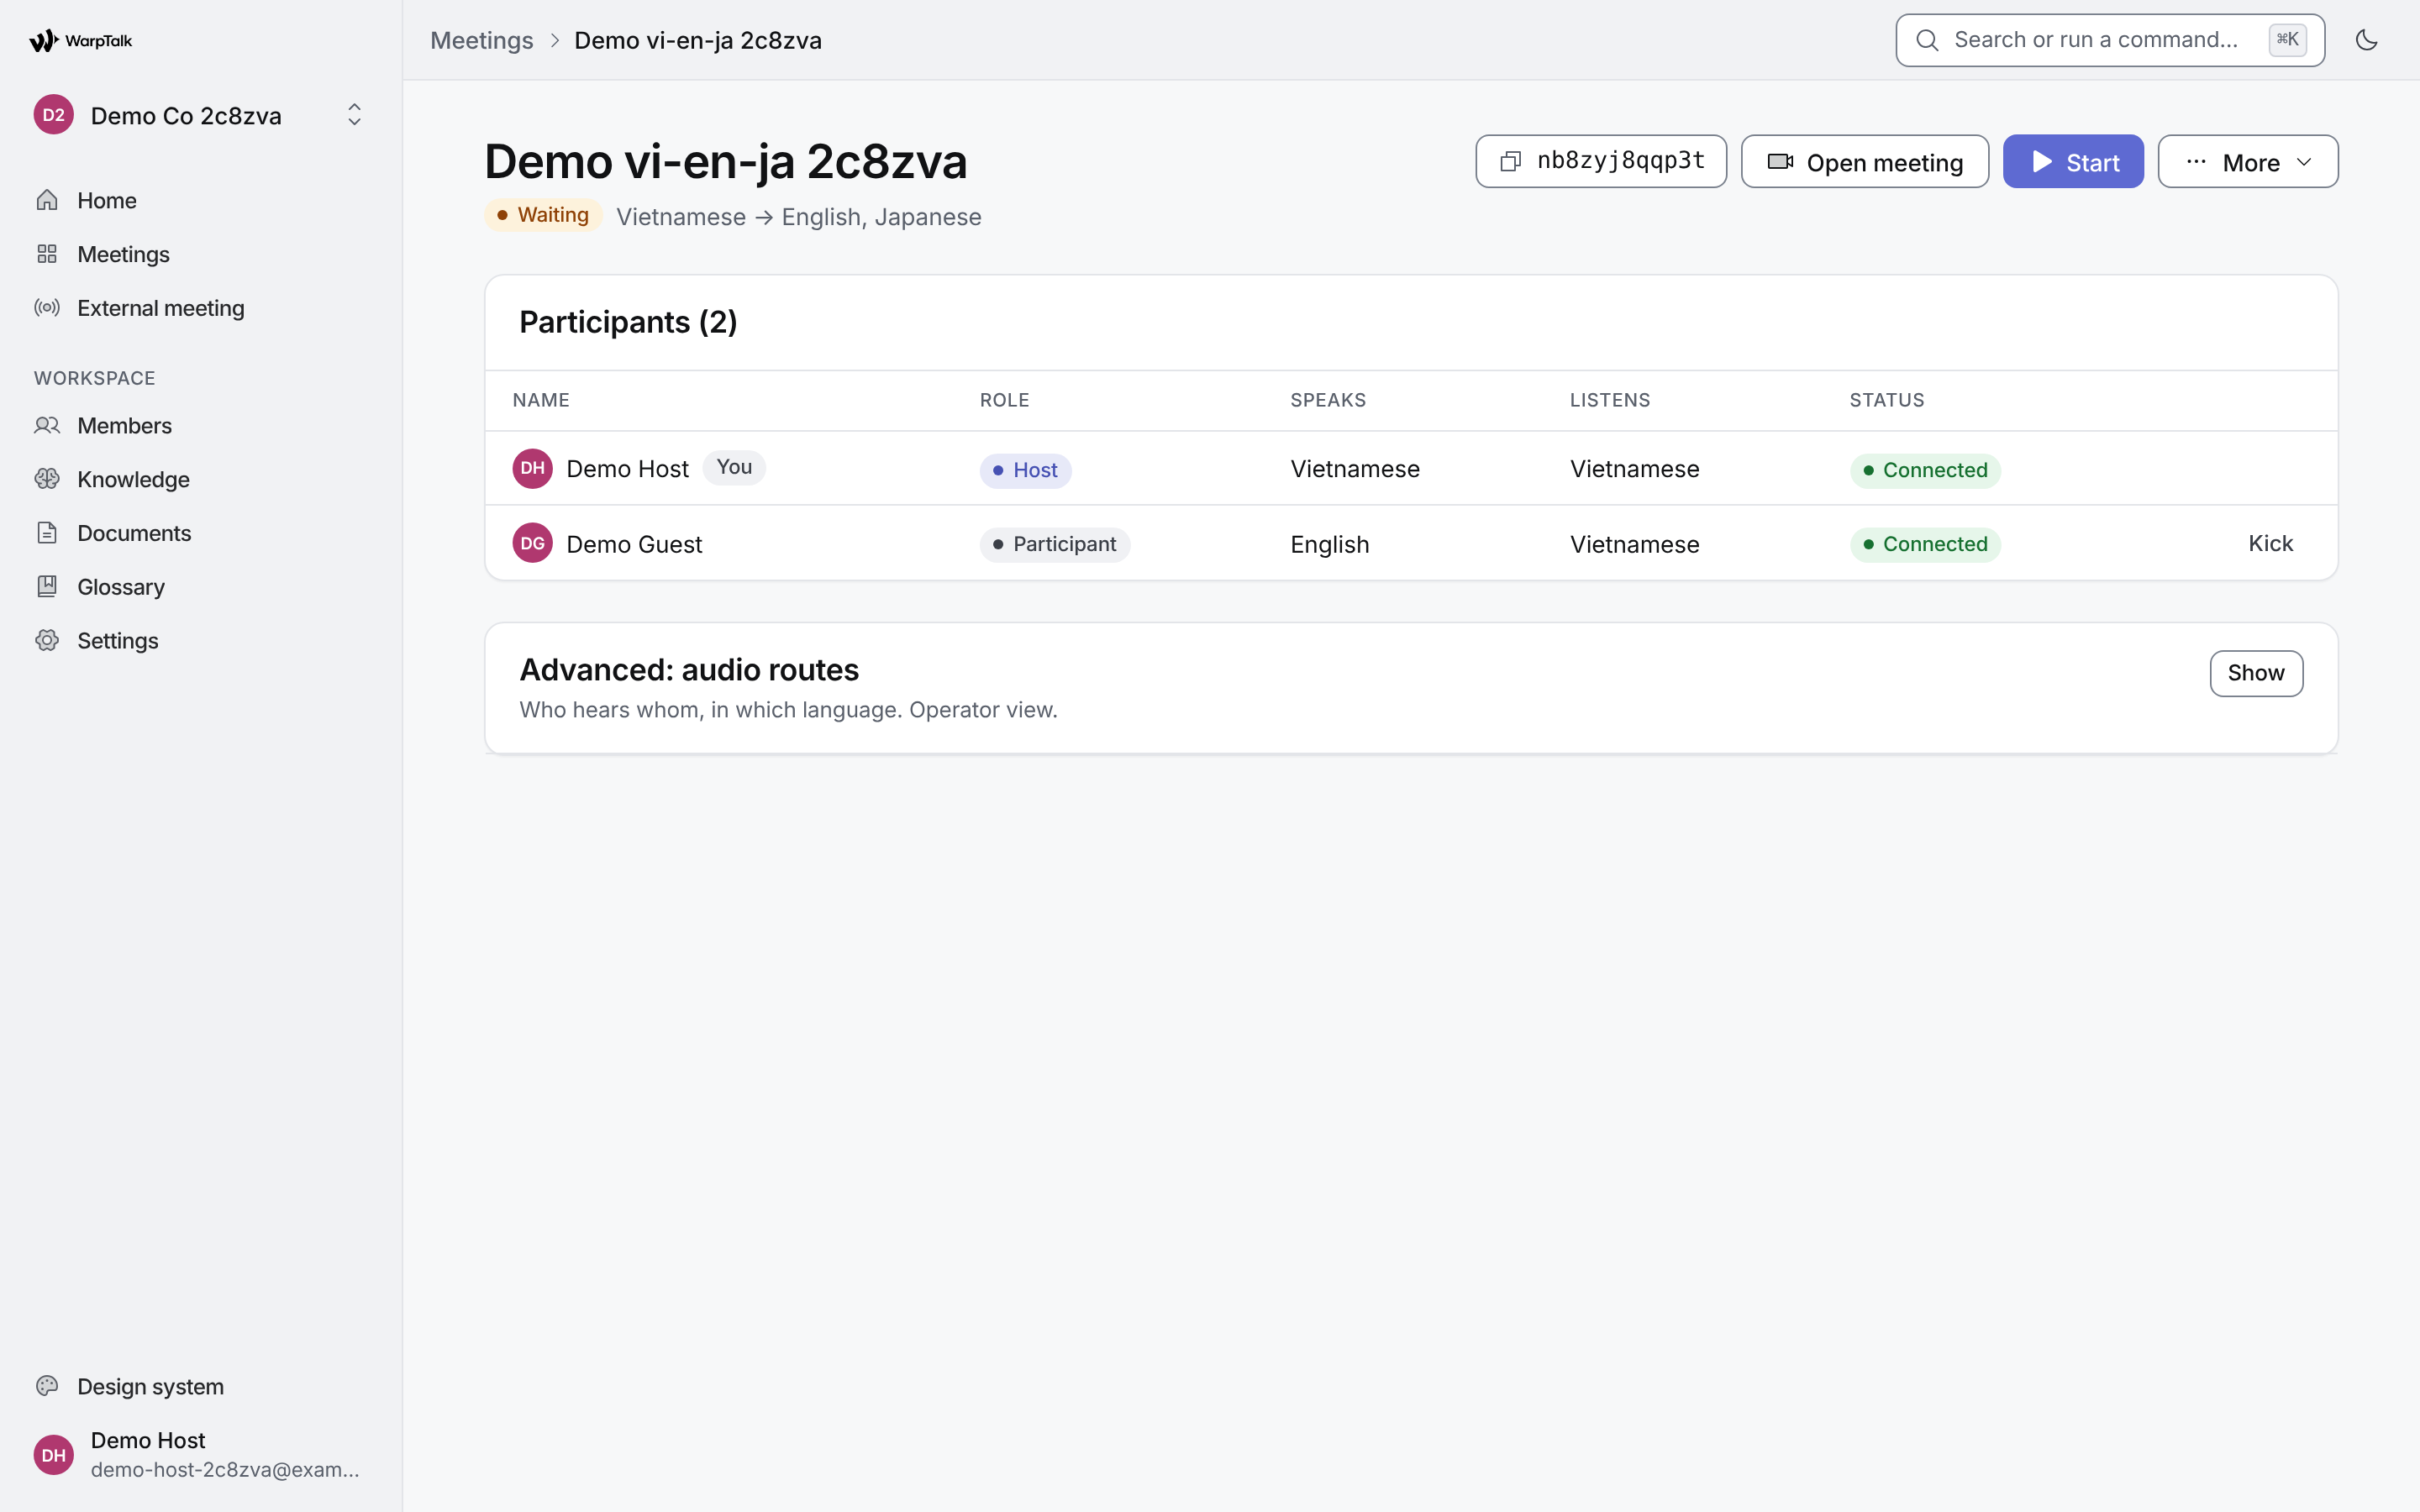 WarpTalk
Meetings > Demo vi-en-ja 2c8zva
Search or run a command... ⌘K
D2 Demo Co 2c8zva
Home
Meetings
External meeting
WORKSPACE
Members
Knowledge
Documents
Glossary
Settings
Design system
DH Demo Host
demo-host-2c8zva@exam...
Demo vi-en-ja 2c8zva
nb8zyj8qqp3t
Open meeting
Start
··· More
Waiting Vietnamese → English, Japanese
Participants (2)
NAME ROLE SPEAKS LISTENS STATUS
DH Demo Host You Host Vietnamese Vietnamese Connected
DG Demo Guest Participant English Vietnamese Connected Kick
Advanced: audio routes
Who hears whom, in which language. Operator view.
Show